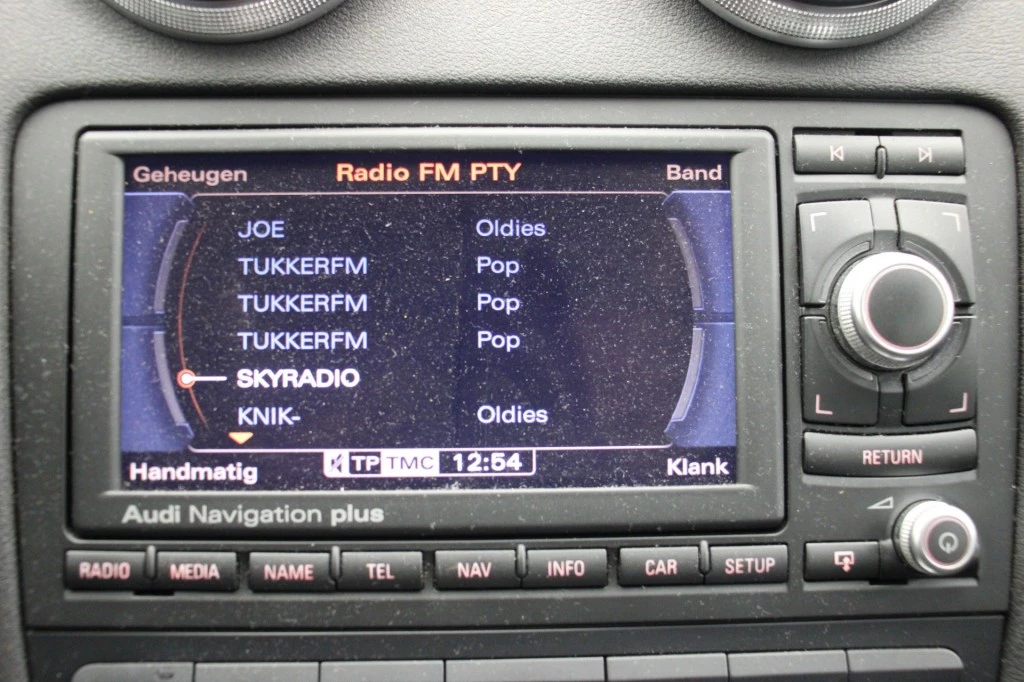 Geheugen Radio FM PTY Band
JOE Oldies
TUKKERFM Pop
TUKKERFM Pop
TUKKERFM Pop
SKYRADIO
KNIK- Oldies
Handmatig TP TMC 12:54 Klank
Audi Navigation plus
RETURN
RADIO MEDIA NAME TEL NAV INFO CAR SETUP